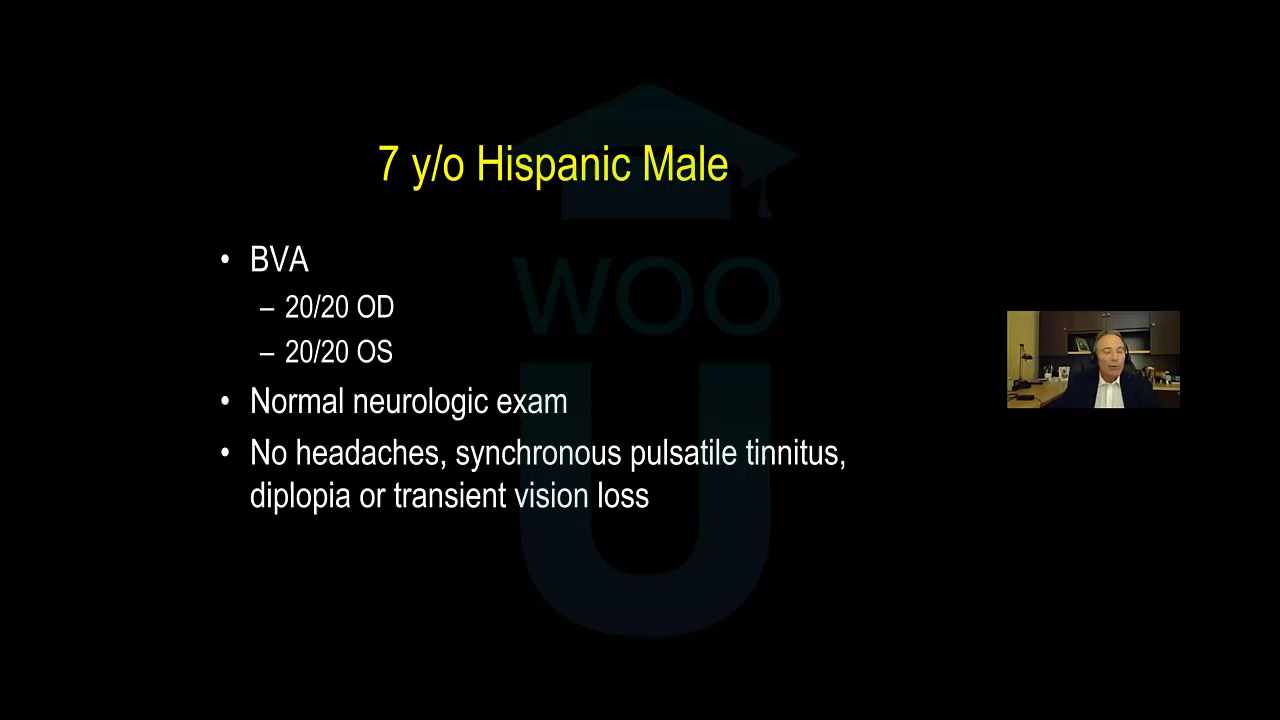 7 y/o Hispanic Male
• BVA
– 20/20 OD
– 20/20 OS
• Normal neurologic exam
• No headaches, synchronous pulsatile tinnitus,
diplopia or transient vision loss
WOO
U